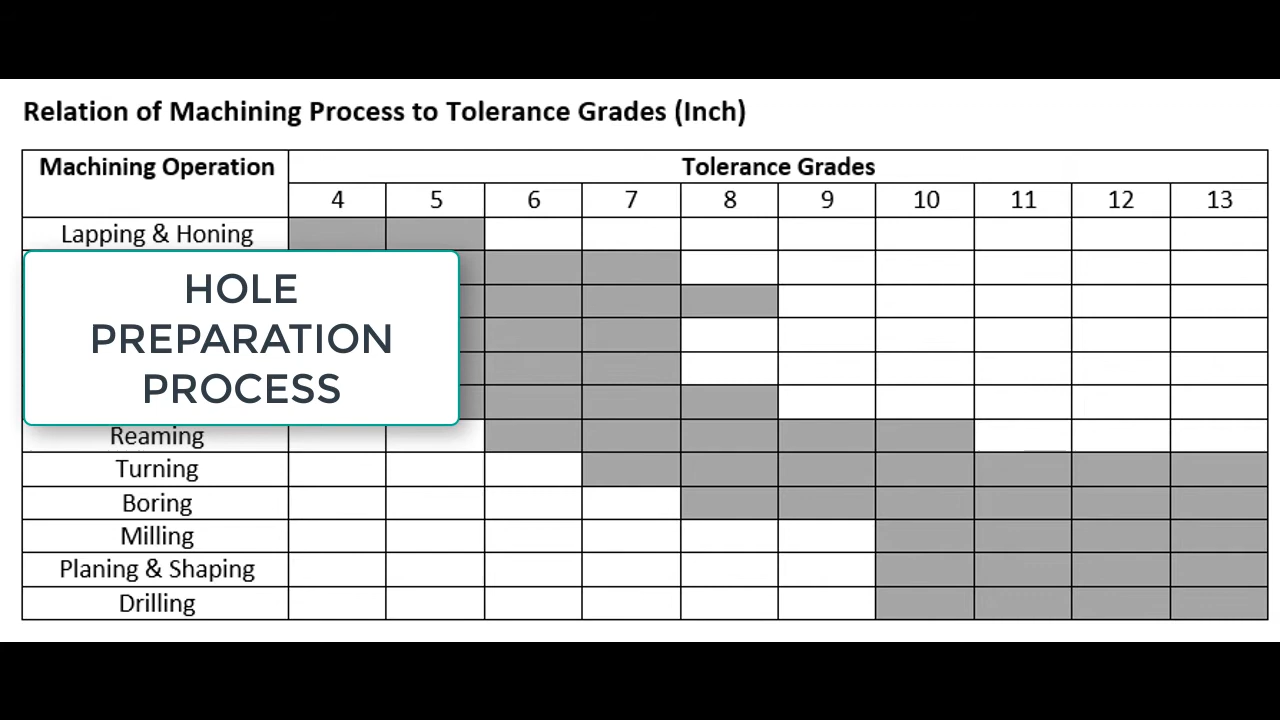 Relation of Machining Process to Tolerance Grades (Inch)
Machining Operation Tolerance Grades
4 5 6 7 8 9 10 11 12 13
Lapping & Honing
HOLE
PREPARATION
PROCESS
Reaming
Turning
Boring
Milling
Planing & Shaping
Drilling